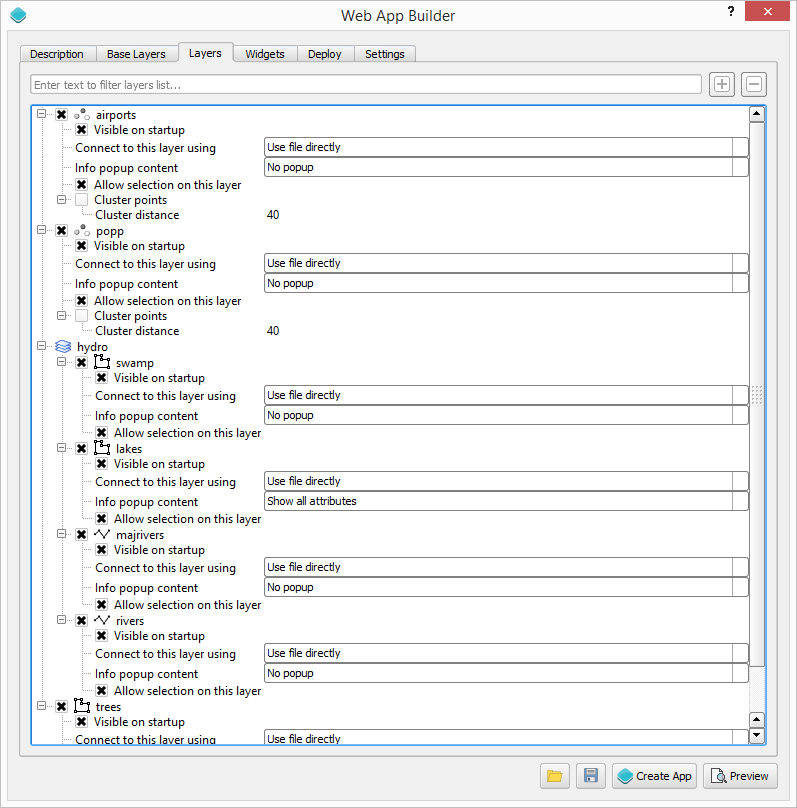 Web App Builder
?
Description Base Layers Layers Widgets Deploy Settings
Enter text to filter layers list...
airports
Visible on startup
Connect to this layer using Use file directly
Info popup content No popup
Allow selection on this layer
Cluster points
Cluster distance 40
popp
Visible on startup
Connect to this layer using Use file directly
Info popup content No popup
Allow selection on this layer
Cluster points
Cluster distance 40
hydro
swamp
Visible on startup
Connect to this layer using Use file directly
Info popup content No popup
Allow selection on this layer
lakes
Visible on startup
Connect to this layer using Use file directly
Info popup content Show all attributes
Allow selection on this layer
majrivers
Visible on startup
Connect to this layer using Use file directly
Info popup content No popup
Allow selection on this layer
rivers
Visible on startup
Connect to this layer using Use file directly
Info popup content No popup
Allow selection on this layer
trees
Visible on startup
Connect to this layer using Use file directly
Create App Preview